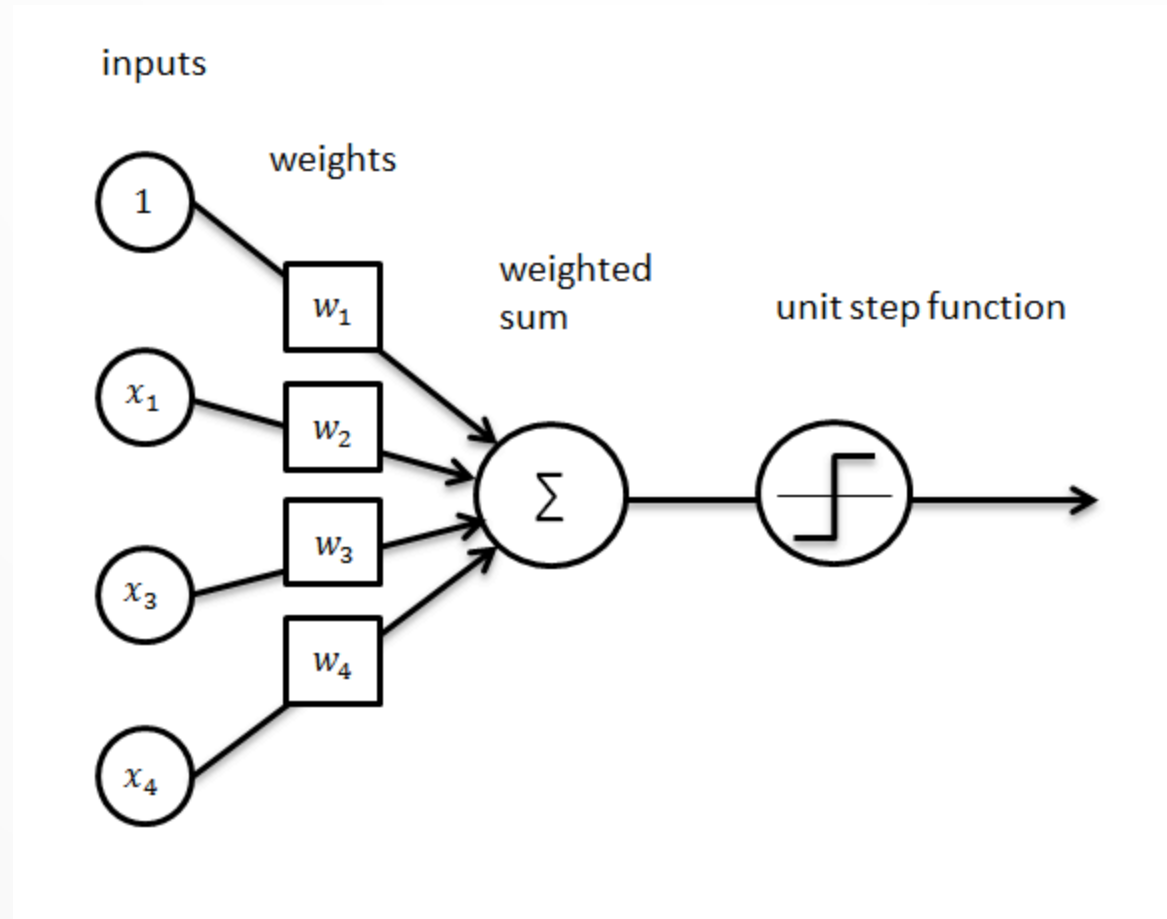 inputs
weights
1
weighted
sum
unit step function
w₁
x₁
w₂
∑
w₃
x₃
w₄
x₄